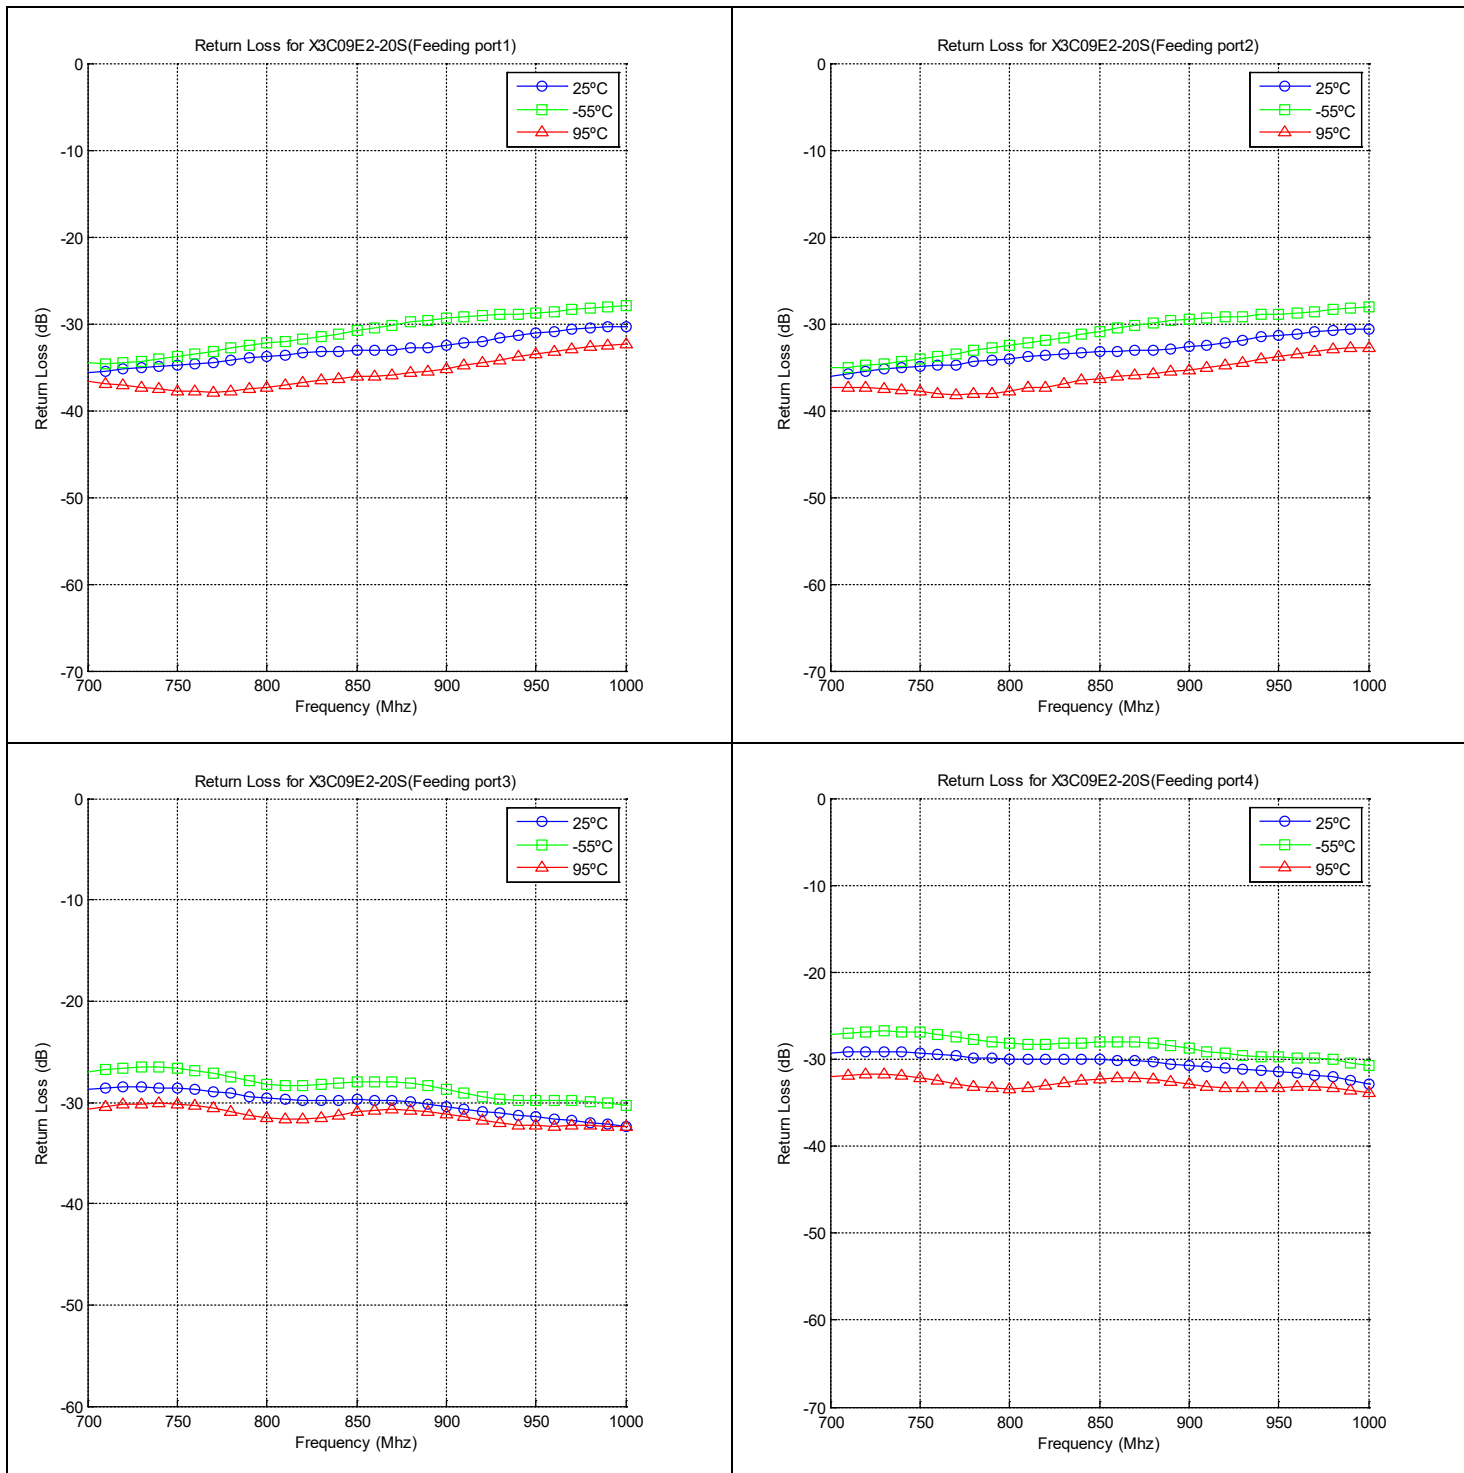 Return Loss for X3C09E2-20S(Feeding port1)
25ºC
-55ºC
95ºC
0
-10
-20
-30
-40
-50
-60
-70
Return Loss (dB)
700 750 800 850 900 950 1000
Frequency (Mhz)
Return Loss for X3C09E2-20S(Feeding port2)
25ºC
-55ºC
95ºC
0
-10
-20
-30
-40
-50
-60
-70
Return Loss (dB)
700 750 800 850 900 950 1000
Frequency (Mhz)
Return Loss for X3C09E2-20S(Feeding port3)
25ºC
-55ºC
95ºC
0
-10
-20
-30
-40
-50
-60
Return Loss (dB)
700 750 800 850 900 950 1000
Frequency (Mhz)
Return Loss for X3C09E2-20S(Feeding port4)
25ºC
-55ºC
95ºC
0
-10
-20
-30
-40
-50
-60
-70
Return Loss (dB)
700 750 800 850 900 950 1000
Frequency (Mhz)